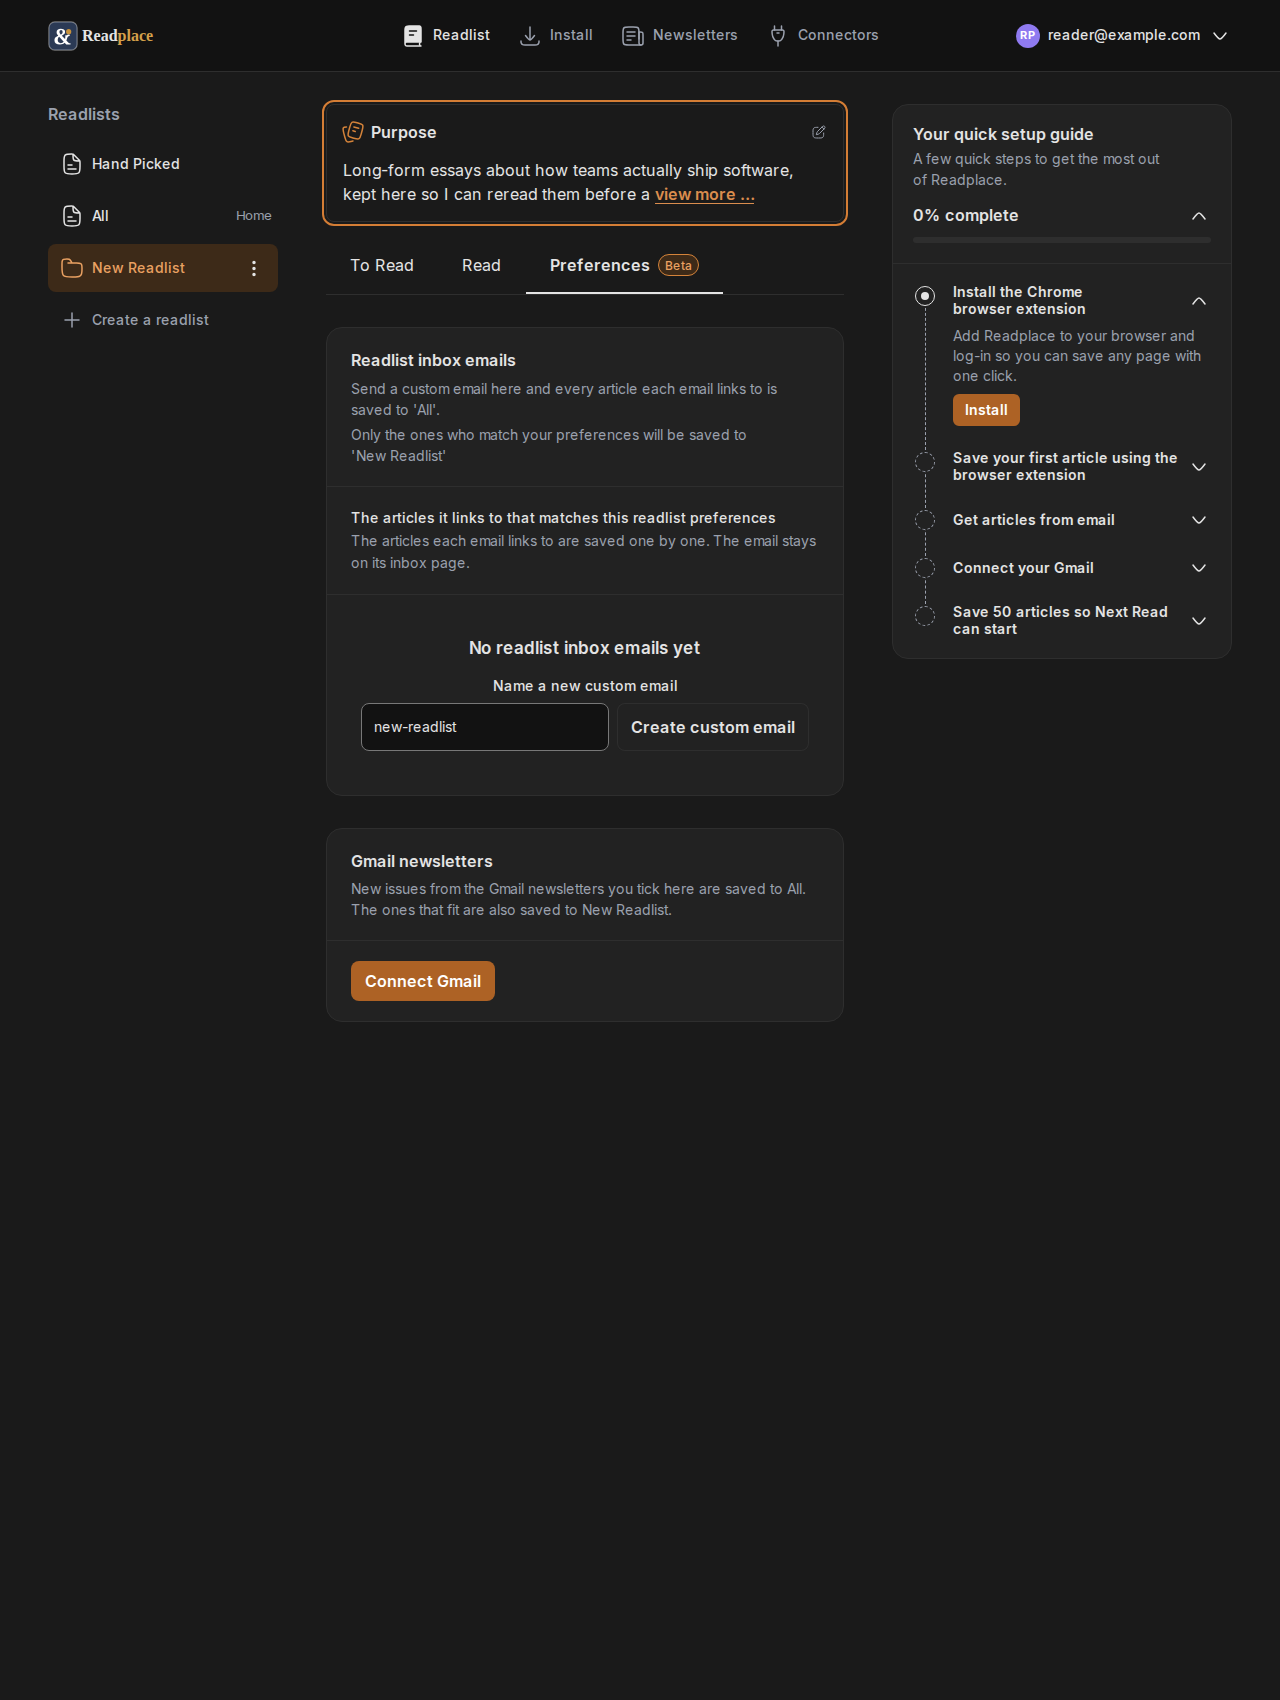 & Readplace
Readlist
Install
Newsletters
Connectors
RP
reader@example.com
Readlists
Hand Picked
All
Home
New Readlist
Create a readlist
Purpose
Long-form essays about how teams actually ship software,
kept here so I can reread them before a view more ...
To Read
Read
Preferences
Beta
Readlist inbox emails
Send a custom email here and every article each email links to is
saved to 'All'.
Only the ones who match your preferences will be saved to
'New Readlist'
The articles it links to that matches this readlist preferences
The articles each email links to are saved one by one. The email stays
on its inbox page.
No readlist inbox emails yet
Name a new custom email
new-readlist
Create custom email
Gmail newsletters
New issues from the Gmail newsletters you tick here are saved to All.
The ones that fit are also saved to New Readlist.
Connect Gmail
Your quick setup guide
A few quick steps to get the most out
of Readplace.
0% complete
Install the Chrome
browser extension
Add Readplace to your browser and
log-in so you can save any page with
one click.
Install
Save your first article using the
browser extension
Get articles from email
Connect your Gmail
Save 50 articles so Next Read
can start